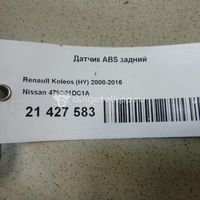 Датчик ABS задний
Renault Koleos (HY) 2008-2016
Nissan 479001DC1A
21 427 583